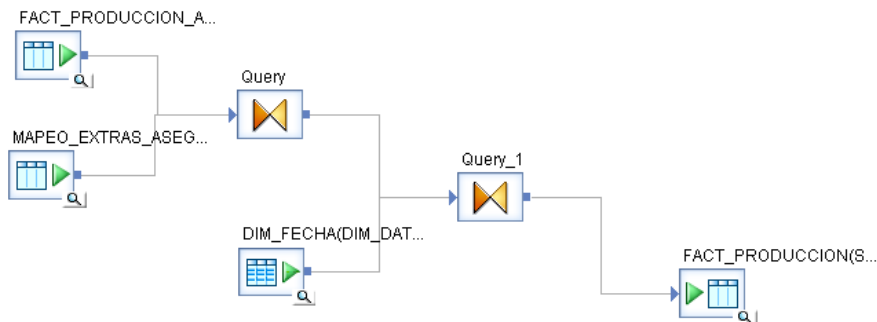 FACT_PRODUCCION_A...
Query
MAPEO_EXTRAS_ASEG...
Query_1
DIM_FECHA(DIM_DAT...
FACT_PRODUCCION(S...